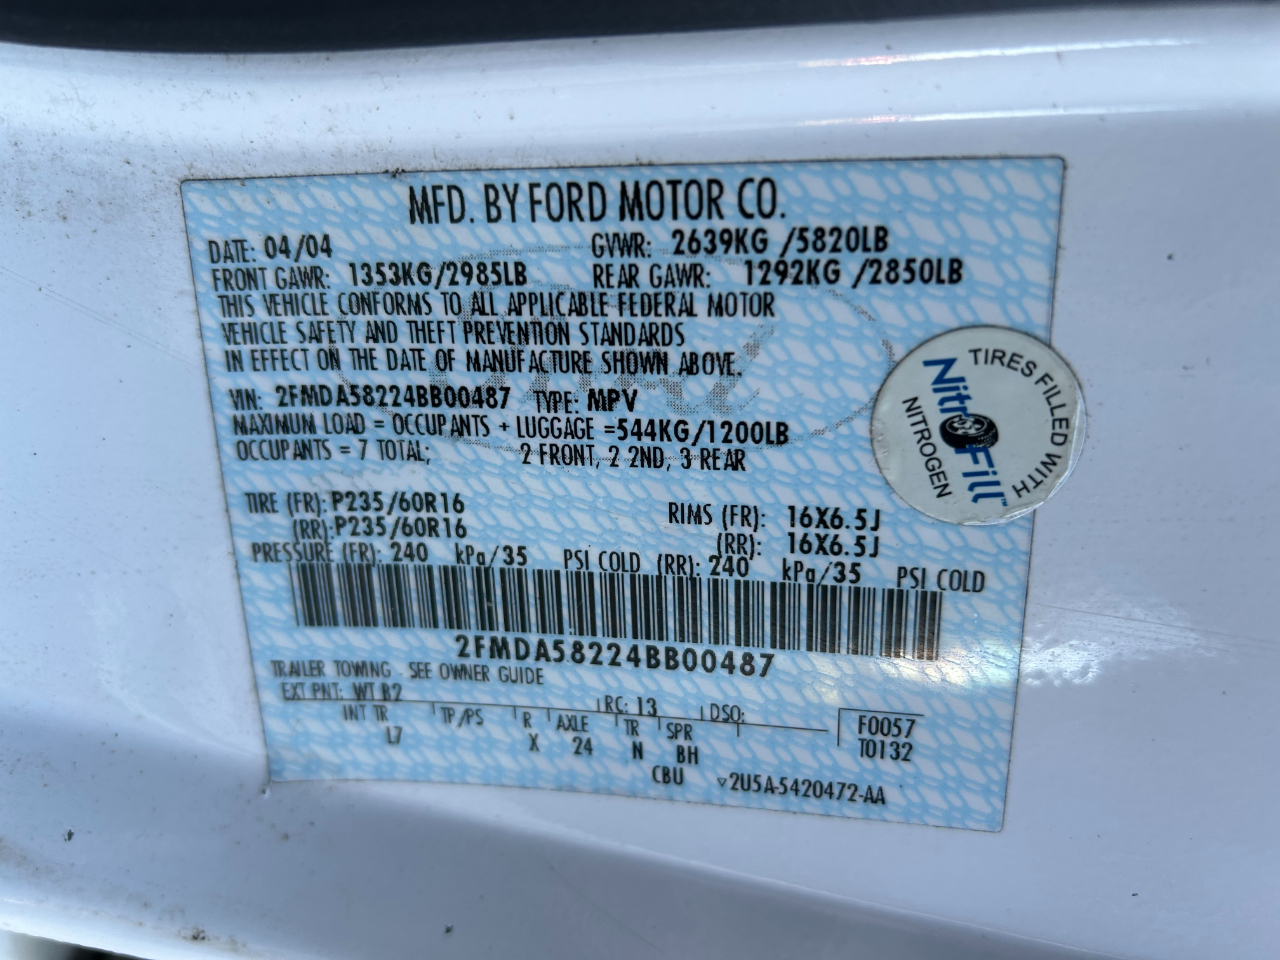 MFD. BY FORD MOTOR CO.
DATE: 04/04 GVWR: 2639KG /5820LB
FRONT GAWR: 1353KG/2985LB REAR GAWR: 1292KG /2850LB
THIS VEHICLE CONFORMS TO ALL APPLICABLE FEDERAL MOTOR
VEHICLE SAFETY AND THEFT PREVENTION STANDARDS
IN EFFECT ON THE DATE OF MANUFACTURE SHOWN ABOVE.
VIN: 2FMDA58224BB00487 TYPE: MPV
MAXIMUM LOAD = OCCUPANTS + LUGGAGE =544KG/1200LB
OCCUPANTS = 7 TOTAL; 2 FRONT, 2 2ND, 3 REAR
TIRES FILLED WITH
NitroFill™
NITROGEN
TIRE (FR): P235/60R16 RIMS (FR): 16X6.5J
(RR): P235/60R16 (RR): 16X6.5J
PRESSURE (FR): 240 kPa/35 PSI COLD (RR): 240 kPa/35 PSI COLD
2FMDA58224BB00487
TRAILER TOWING SEE OWNER GUIDE
EXT PNT: WT B2 RC: 13 DSO:
INT TR TP/PS R AXLE TR SPR F0057
L7 X 24 N BH T0132
CBU ▽2U5A-5420472-AA